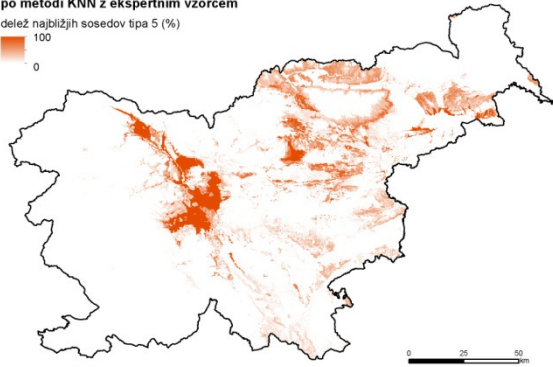 po metodi KNN z ekspertnim vzorcem
delež najbližjih sosedov tipa 5 (%)
100
0
0 25 50
km